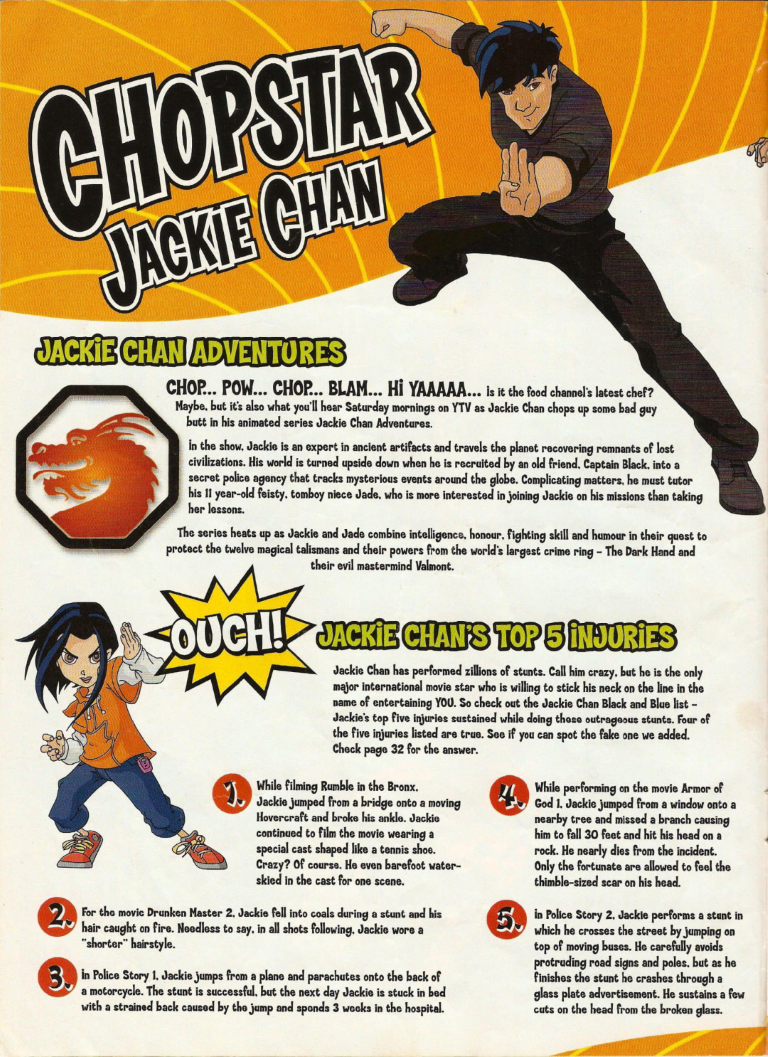 CHOPSTAR
JACKIE CHAN
JACKiE CHAN ADVENTURES
CHOP... POW... CHOP... BLAM... Hi YAAAAA... is it the food channel's latest chef?
Maybe, but it's also what you'll hear Saturday mornings on YTV as Jackie Chan chops up some bad guy
butt in his animated series Jackie Chan Adventures.
in the show, Jackie is an expert in ancient artifacts and travels the planet recovering remnants of lost
civilizations. His world is turned upside down when he is recruited by an old friend, Captain Black, into a
secret police agency that tracks mysterious events around the globe. Complicating matters, he must tutor
his 11 year-old feisty, tomboy niece Jade, who is more interested in joining Jackie on his missions than taking
her lessons.
The series heats up as Jackie and Jade combine intelligence, honour, fighting skill and humour in their quest to
protect the twelve magical talismans and their powers from the world's largest crime ring – The Dark Hand and
their evil mastermind Valmont.
OUCH!
JACKiE CHAN'S TOP 5 iNJURiES
Jackie Chan has performed zillions of stunts. Call him crazy, but he is the only
major international movie star who is willing to stick his neck on the line in the
name of entertaining YOU. So check out the Jackie Chan Black and Blue list –
Jackie's top five injuries sustained while doing these outrageous stunts. Four of
the five injuries listed are true. See if you can spot the fake one we added.
Check page 32 for the answer.
1.
While filming Rumble in the Bronx,
Jackie jumped from a bridge onto a moving
Hovercraft and broke his ankle. Jackie
continued to film the movie wearing a
special cast shaped like a tennis shoe.
Crazy? Of course. He even barefoot water-
skied in the cast for one scene.
2.
For the movie Drunken Master 2, Jackie fell into coals during a stunt and his
hair caught on fire. Needless to say, in all shots following, Jackie wore a
"shorter" hairstyle.
3.
in Police Story 1, Jackie jumps from a plane and parachutes onto the back of
a motorcycle. The stunt is successful, but the next day Jackie is stuck in bed
with a strained back caused by the jump and spends 3 weeks in the hospital.
4.
While performing on the movie Armor of
God 1, Jackie jumped from a window onto a
nearby tree and missed a branch causing
him to fall 30 feet and hit his head on a
rock. He nearly dies from the incident.
Only the fortunate are allowed to feel the
thimble-sized scar on his head.
5.
in Police Story 2, Jackie performs a stunt in
which he crosses the street by jumping on
top of moving buses. He carefully avoids
protruding road signs and poles, but as he
finishes the stunt he crashes through a
glass plate advertisement. He sustains a few
cuts on the head from the broken glass.